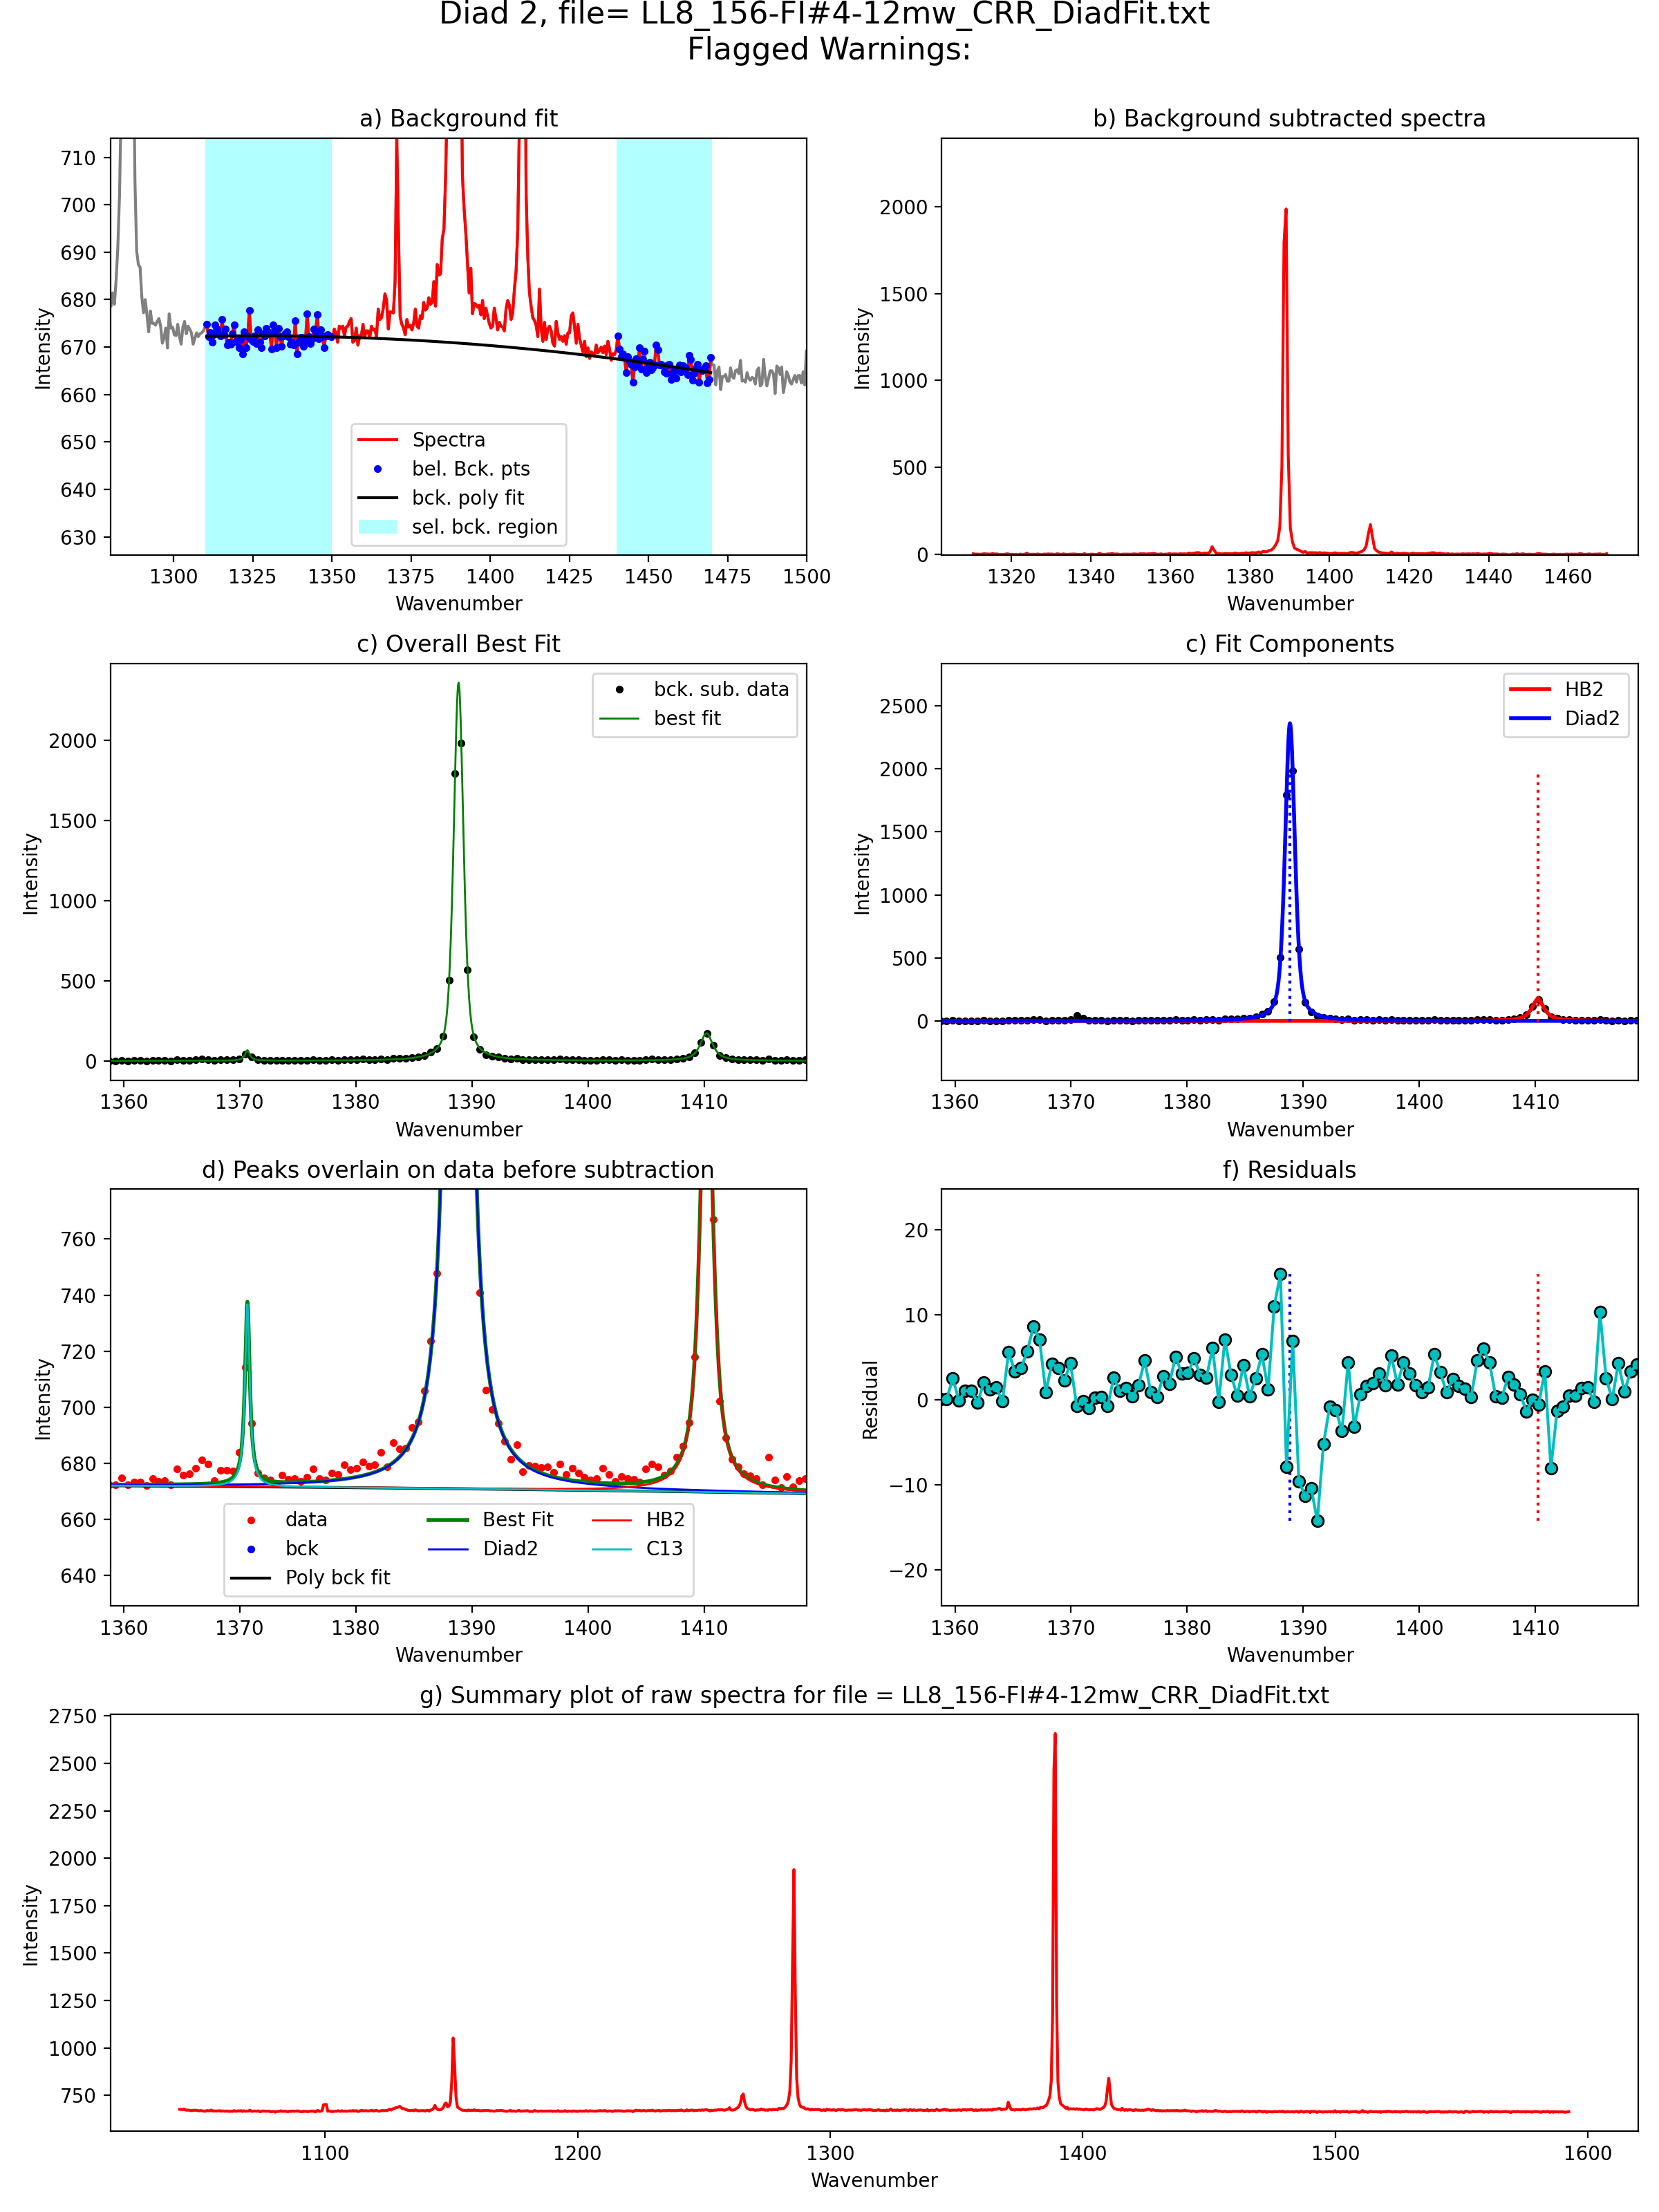 Diad 2, file= LL8_156-FI#4-12mw_CRR_DiadFit.txt
Flagged Warnings:
a) Background fit
710
700
690
680
670
660
650
640
630
Intensity
Spectra
bel. Bck. pts
bck. poly fit
sel. bck. region
1300 1325 1350 1375 1400 1425 1450 1475 1500
Wavenumber
b) Background subtracted spectra
2000
1500
1000
500
0
Intensity
1320 1340 1360 1380 1400 1420 1440 1460
Wavenumber
c) Overall Best Fit
bck. sub. data
best fit
2000
1500
1000
500
0
Intensity
1360 1370 1380 1390 1400 1410
Wavenumber
c) Fit Components
HB2
Diad2
2500
2000
1500
1000
500
0
Intensity
1360 1370 1380 1390 1400 1410
Wavenumber
d) Peaks overlain on data before subtraction
760
740
720
700
680
660
640
Intensity
data
bck
Poly bck fit
Best Fit
Diad2
HB2
C13
1360 1370 1380 1390 1400 1410
Wavenumber
f) Residuals
20
10
0
−10
−20
Residual
1360 1370 1380 1390 1400 1410
Wavenumber
g) Summary plot of raw spectra for file = LL8_156-FI#4-12mw_CRR_DiadFit.txt
2750
2500
2250
2000
1750
1500
1250
1000
750
Intensity
1100 1200 1300 1400 1500 1600
Wavenumber